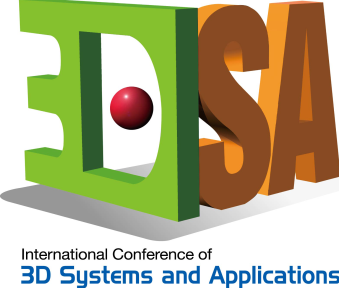 3DSA
International Conference of
3D Systems and Applications